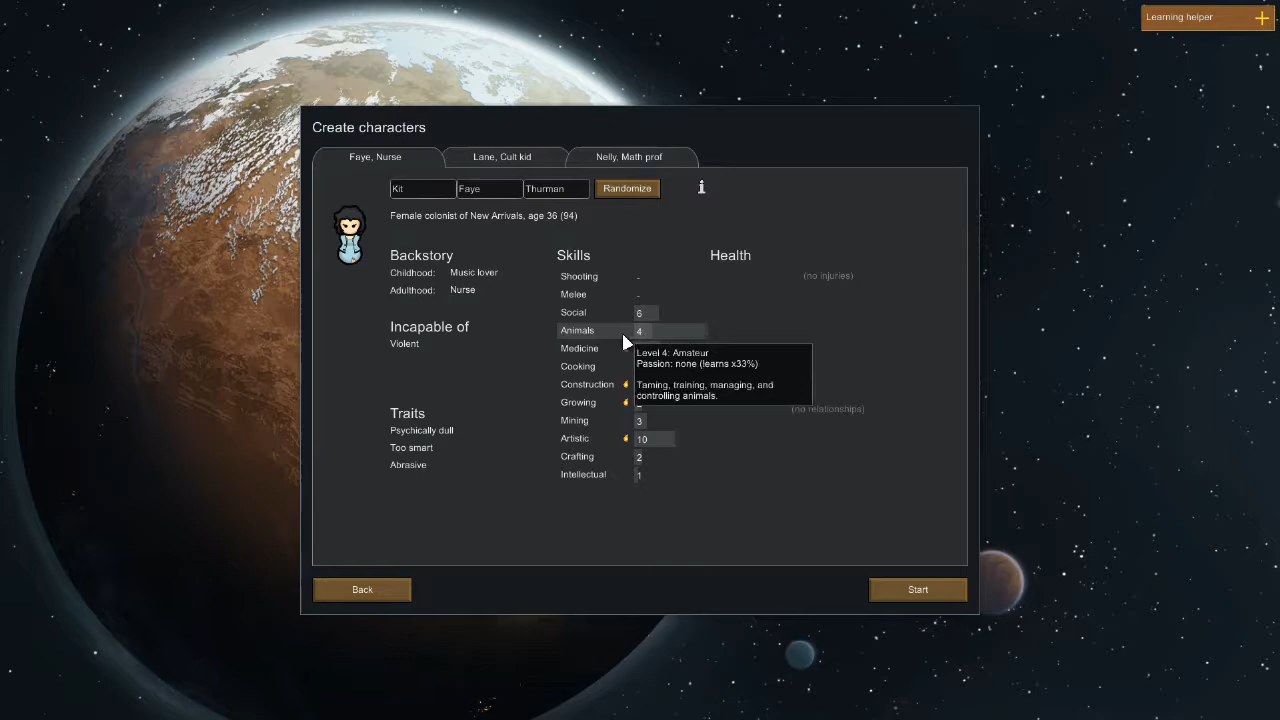 Learning helper
Create characters
Faye, Nurse
Lane, Cult kid
Nelly, Math prof
Kit
Faye
Thurman
Randomize
i
Female colonist of New Arrivals, age 36 (94)
Backstory
Childhood: Music lover
Adulthood: Nurse
Incapable of
Violent
Traits
Psychically dull
Too smart
Abrasive
Skills
Shooting -
Melee -
Social 6
Animals 4
Medicine
Cooking
Construction
Growing
Mining 3
Artistic 10
Crafting 2
Intellectual 1
Level 4: Amateur
Passion: none (learns x33%)
Taming, training, managing, and
controlling animals.
Health
(no injuries)
(no relationships)
Back
Start